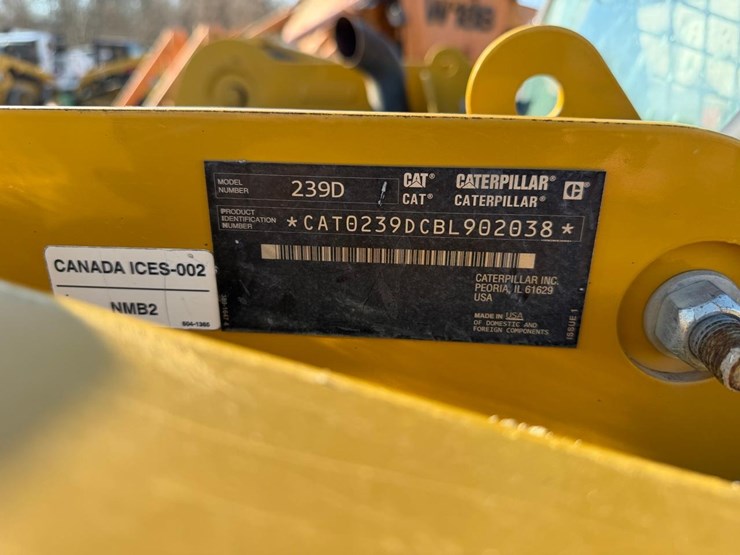 MODEL
NUMBER
239D
CAT® CATERPILLAR® C
CAT® CATERPILLAR®
PRODUCT
IDENTIFICATION
NUMBER
*CAT0239DCBL902038*
CATERPILLAR INC.
PEORIA, IL 61629
USA
MADE IN USA
OF DOMESTIC AND
FOREIGN COMPONENTS
ISSUE 1
CANADA ICES-002
NMB2